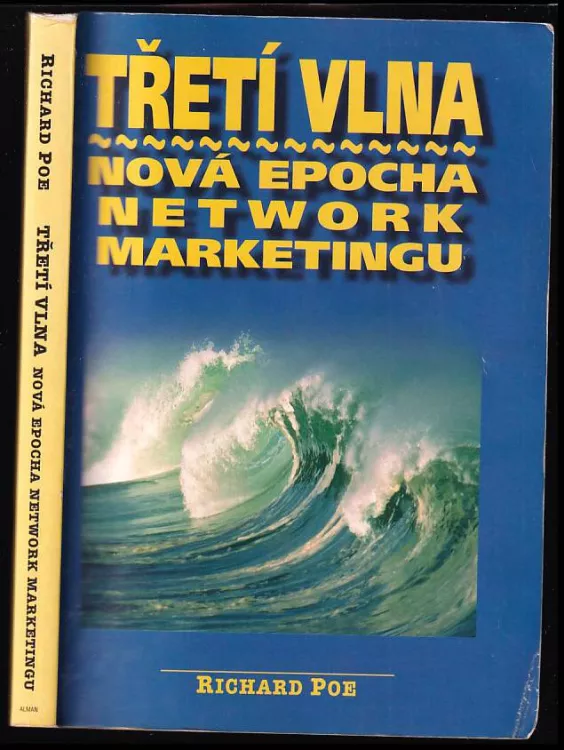 TŘETÍ VLNA
NOVÁ EPOCHA
NETWORK
MARKETINGU
RICHARD POE
RICHARD POE TŘETÍ VLNA NOVÁ EPOCHA NETWORK MARKETINGU
ALMAN